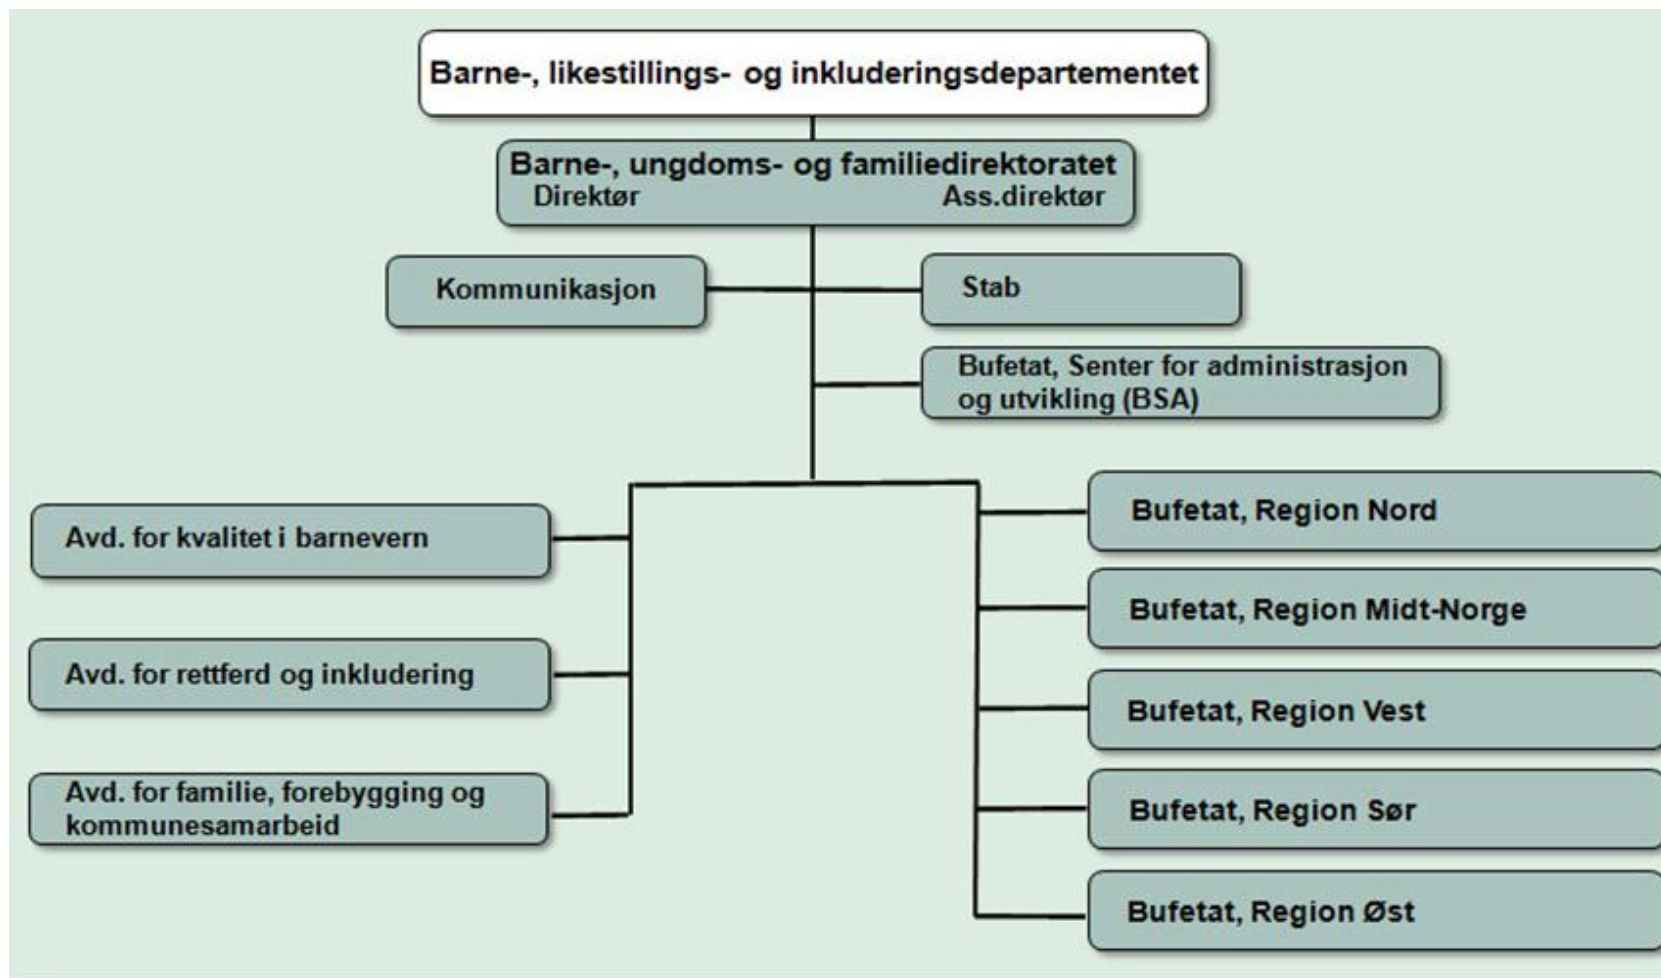 Barne-, likestillings- og inkluderingsdepartementet
Barne-, ungdoms- og familiedirektoratet
Direktør Ass.direktør
Kommunikasjon
Stab
Bufetat, Senter for administrasjon
og utvikling (BSA)
Avd. for kvalitet i barnevern
Avd. for rettferd og inkludering
Avd. for familie, forebygging og
kommunesamarbeid
Bufetat, Region Nord
Bufetat, Region Midt-Norge
Bufetat, Region Vest
Bufetat, Region Sør
Bufetat, Region Øst